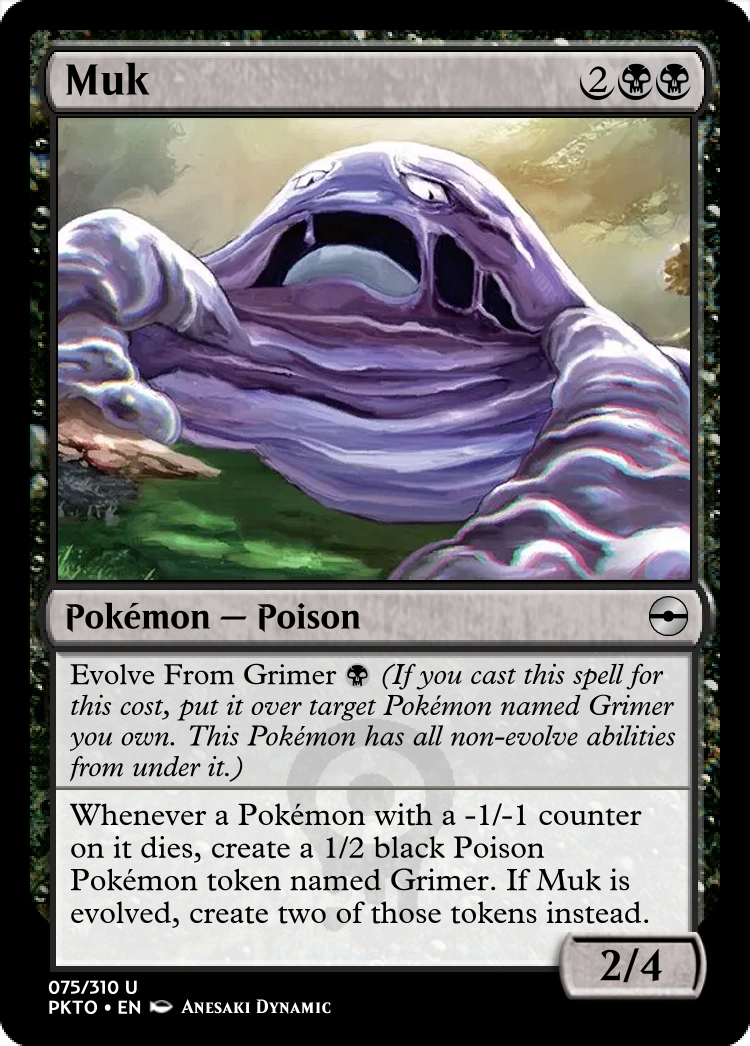 Muk 2
Pokémon — Poison
Evolve From Grimer (If you cast this spell for
this cost, put it over target Pokémon named Grimer
you own. This Pokémon has all non-evolve abilities
from under it.)
Whenever a Pokémon with a -1/-1 counter
on it dies, create a 1/2 black Poison
Pokémon token named Grimer. If Muk is
evolved, create two of those tokens instead.
2/4
075/310 U
PKTO • EN Anesaki Dynamic